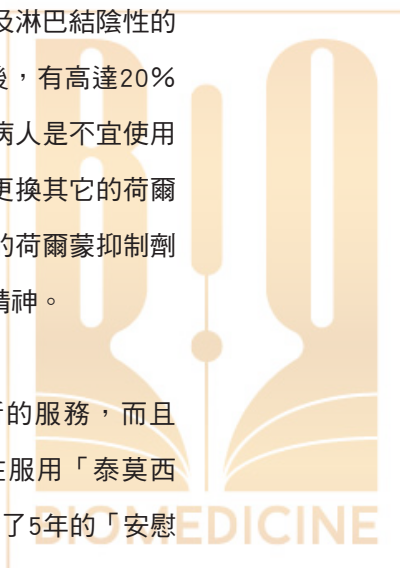 及淋巴結陰性的
後，有高達20%
病人是不宜使用
更換其它的荷爾
的荷爾蒙抑制劑
精神。
的服務，而且
在服用「泰莫西
了5年的「安慰
BIO
BIOMEDICINE